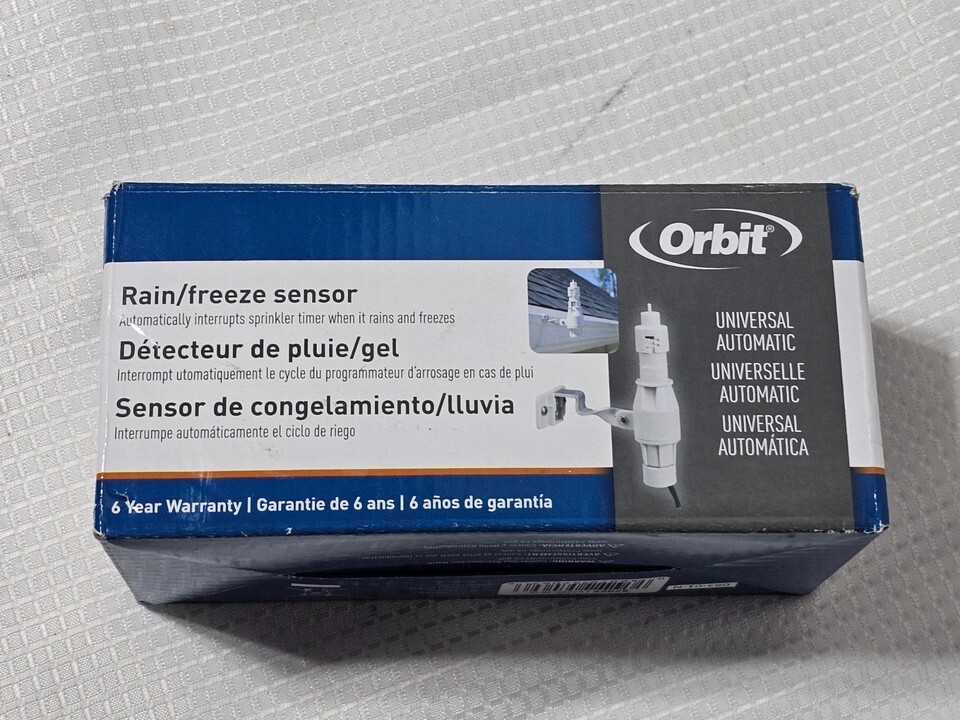 Orbit®
Rain/freeze sensor
Automatically interrupts sprinkler timer when it rains and freezes
Détecteur de pluie/gel
Interrompt utomatiquement le cycle du programmateur d'arrosage en cas de plui
Sensor de congelamiento/lluvia
Interrumpe automáticamente el ciclo de riego
UNIVERSAL
AUTOMATIC
UNIVERSELLE
AUTOMATIC
UNIVERSAL
AUTOMÁTICA
6 Year Warranty | Garantie de 6 ans | 6 años de garantía